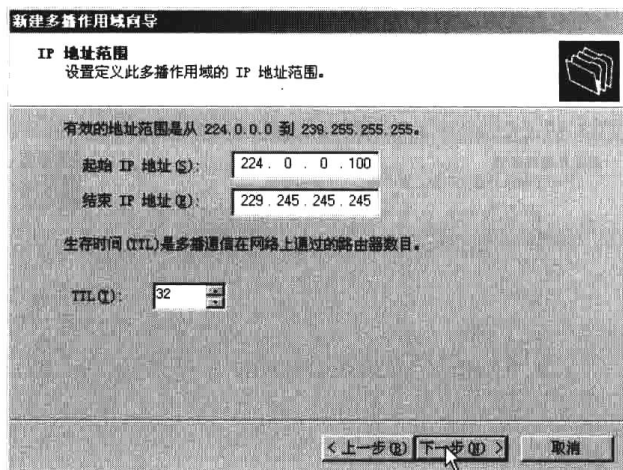 新建多播作用域向导
IP 地址范围
设置定义此多播作用域的 IP 地址范围。
有效的地址范围是从 224.0.0.0 到 239.255.255.255。
起始 IP 地址(S): 224 . 0 . 0 . 100
结束 IP 地址(E): 229 . 245 . 245 . 245
生存时间(TTL)是多播通信在网络上通过的路由器数目。
TTL(T): 32
< 上一步(B) 下一步(N) > 取消